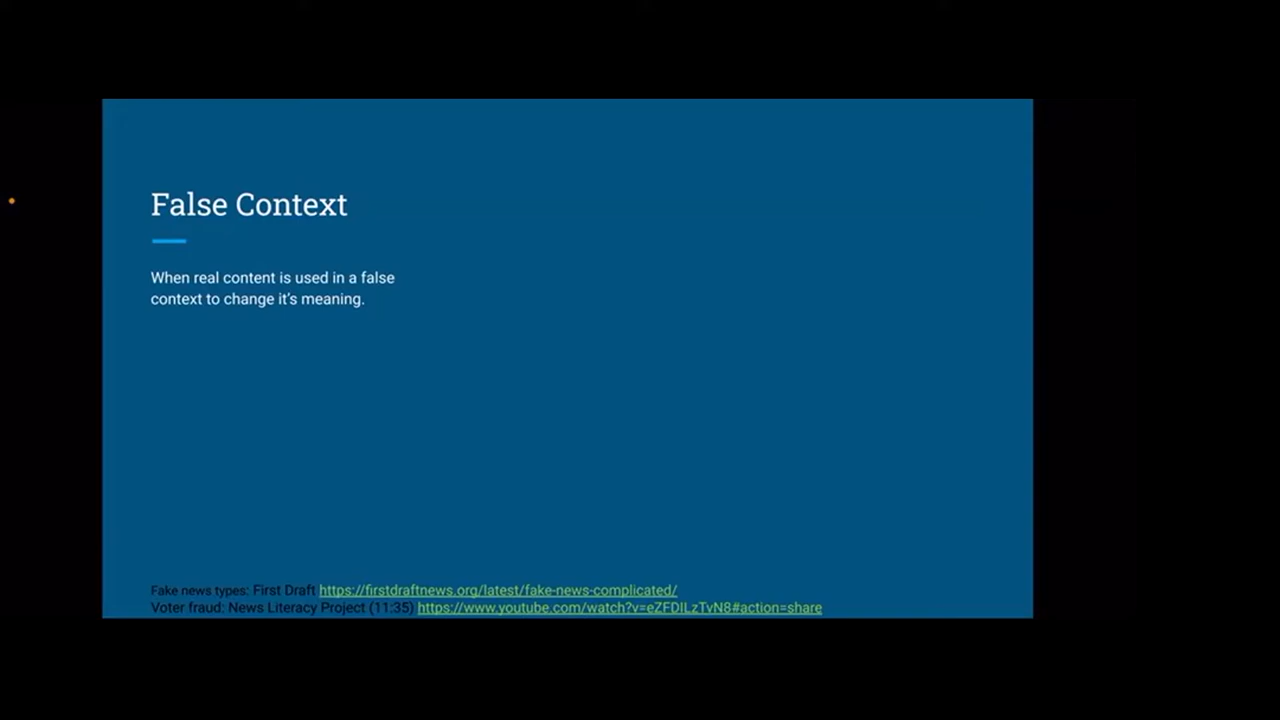 False Context
When real content is used in a false
context to change it's meaning.
Fake news types: First Draft https://firstdraftnews.org/latest/fake-news-complicated/
Voter fraud: News Literacy Project (11:35) https://www.youtube.com/watch?v=eZFDILzTvN8#action=share